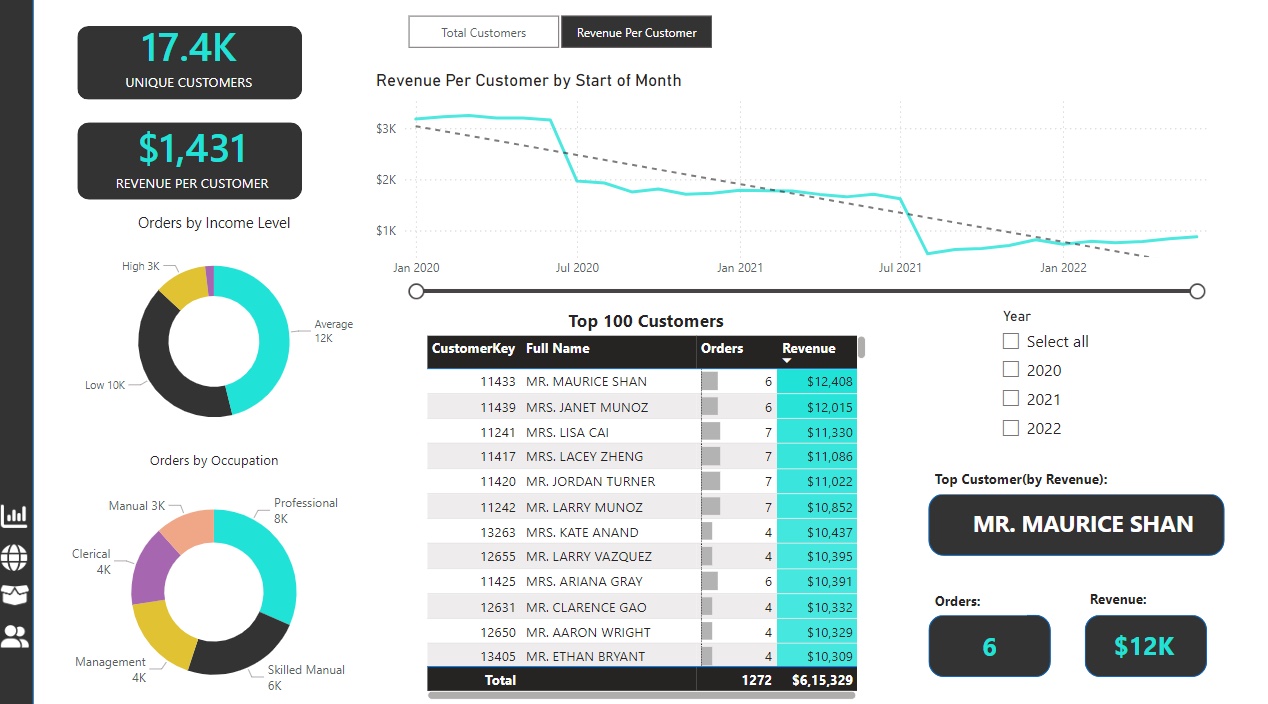 17.4K
UNIQUE CUSTOMERS
$1,431
REVENUE PER CUSTOMER
Total Customers
Revenue Per Customer
Revenue Per Customer by Start of Month
$3K
$2K
$1K
Jan 2020 Jul 2020 Jan 2021 Jul 2021 Jan 2022
Orders by Income Level
High 3K
Average
12K
Low 10K
Orders by Occupation
Manual 3K
Professional
8K
Clerical
4K
Management
4K
Skilled Manual
6K
Top 100 Customers
CustomerKey Full Name Orders Revenue
11433 MR. MAURICE SHAN 6 $12,408
11439 MRS. JANET MUNOZ 6 $12,015
11241 MRS. LISA CAI 7 $11,330
11417 MRS. LACEY ZHENG 7 $11,086
11420 MR. JORDAN TURNER 7 $11,022
11242 MR. LARRY MUNOZ 7 $10,852
13263 MRS. KATE ANAND 4 $10,437
12655 MR. LARRY VAZQUEZ 4 $10,395
11425 MRS. ARIANA GRAY 6 $10,391
12631 MR. CLARENCE GAO 4 $10,332
12650 MR. AARON WRIGHT 4 $10,329
13405 MR. ETHAN BRYANT 4 $10,309
Total 1272 $6,15,329
Year
Select all
2020
2021
2022
Top Customer(by Revenue):
MR. MAURICE SHAN
Orders:
6
Revenue:
$12K